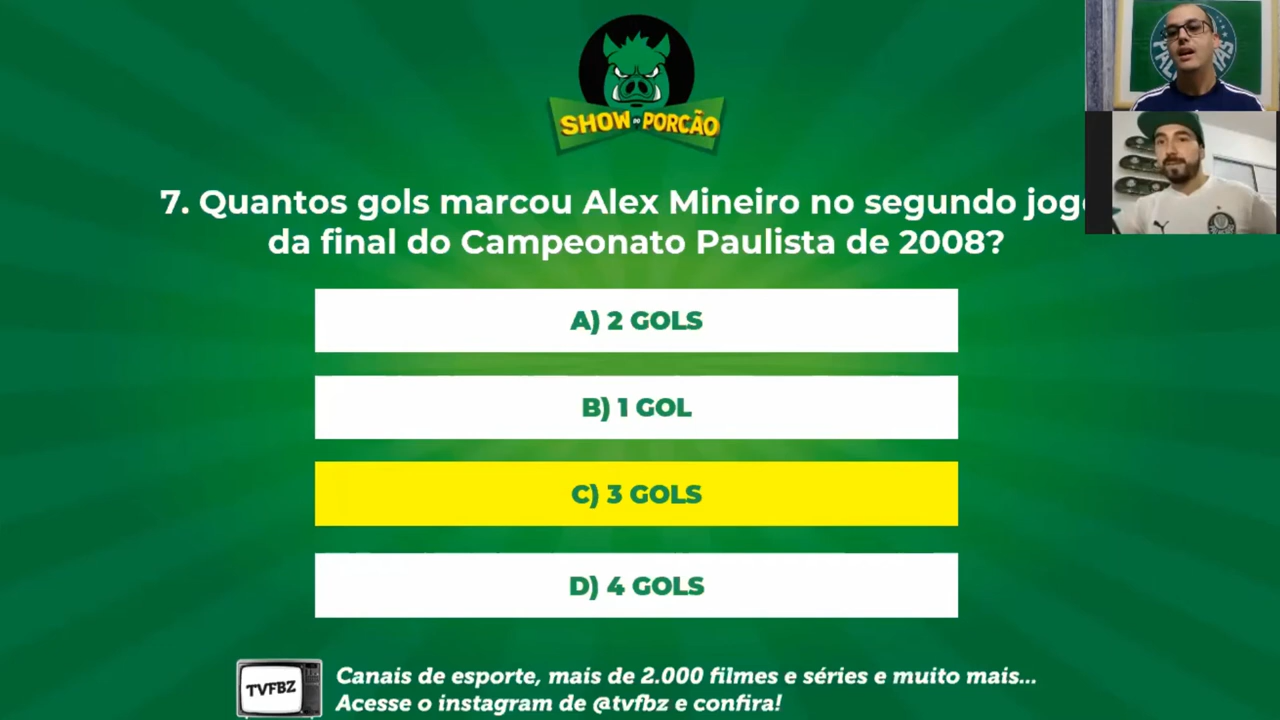 SHOW DO PORCÃO
7. Quantos gols marcou Alex Mineiro no segundo jogo
da final do Campeonato Paulista de 2008?
A) 2 GOLS
B) 1 GOL
C) 3 GOLS
D) 4 GOLS
TVFBZ
Canais de esporte, mais de 2.000 filmes e séries e muito mais...
Acesse o instagram de @tvfbz e confira!